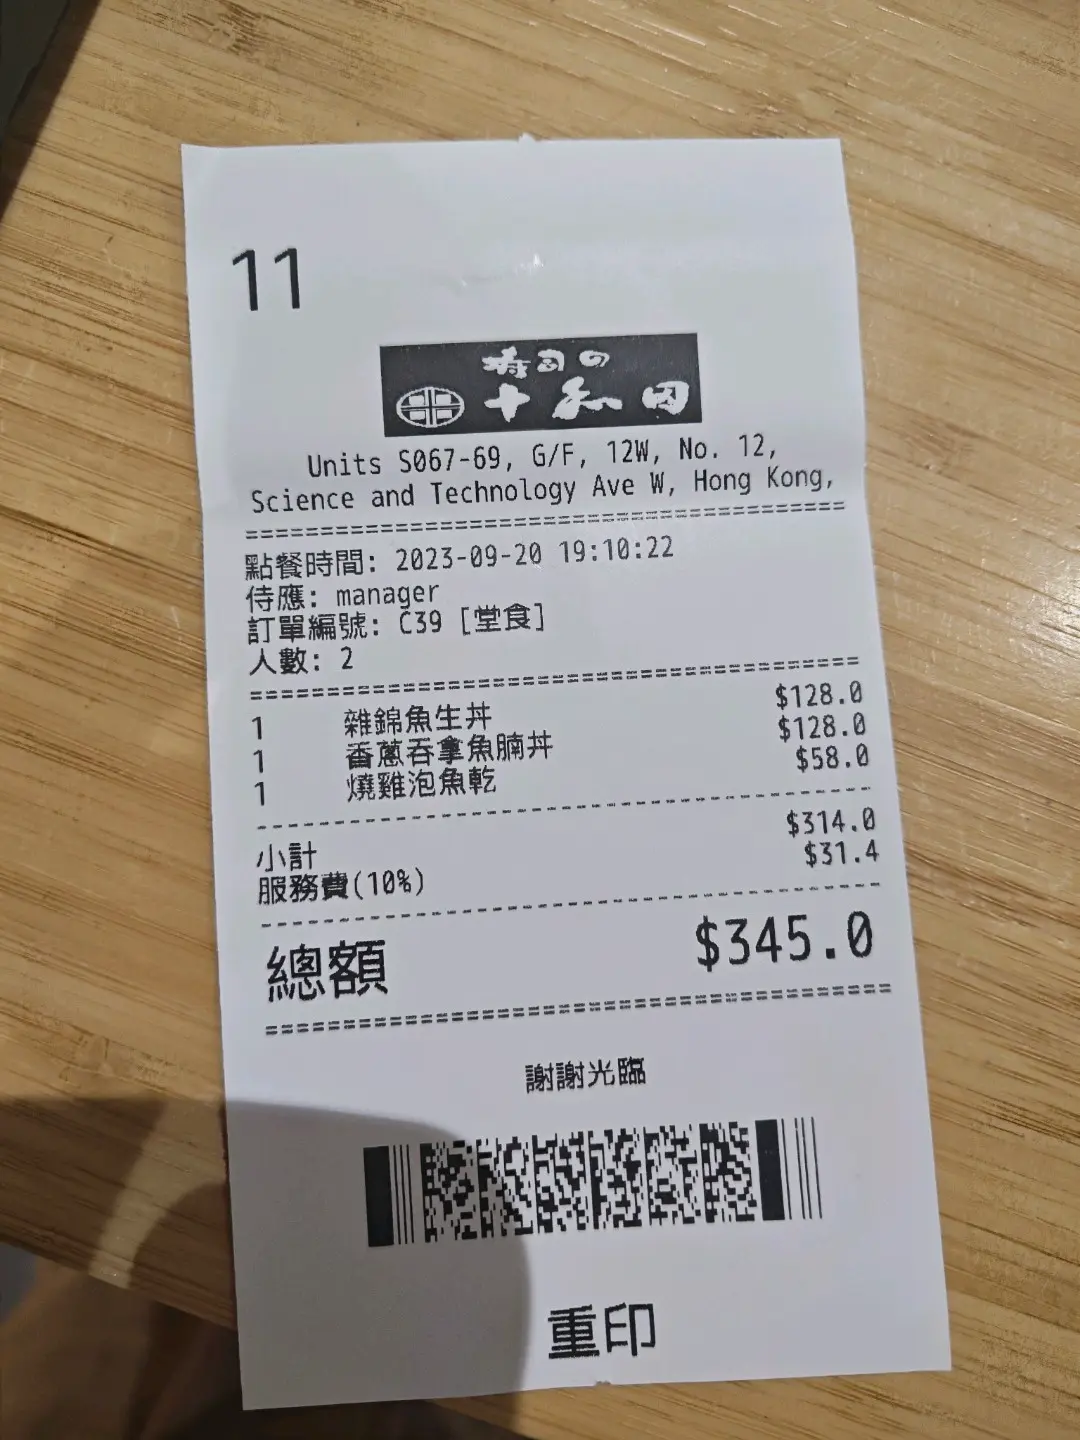 11
寿司の
十和田
Units S067-69, G/F, 12W, No. 12,
Science and Technology Ave W, Hong Kong,
點餐時間: 2023-09-20 19:10:22
侍應: manager
訂單編號: C39 [堂食]
人數: 2
1 雜錦魚生丼 $128.0
1 香蔥吞拿魚腩丼 $128.0
1 燒雞泡魚乾 $58.0
小計 $314.0
服務費(10%) $31.4
總額 $345.0
謝謝光臨
重印